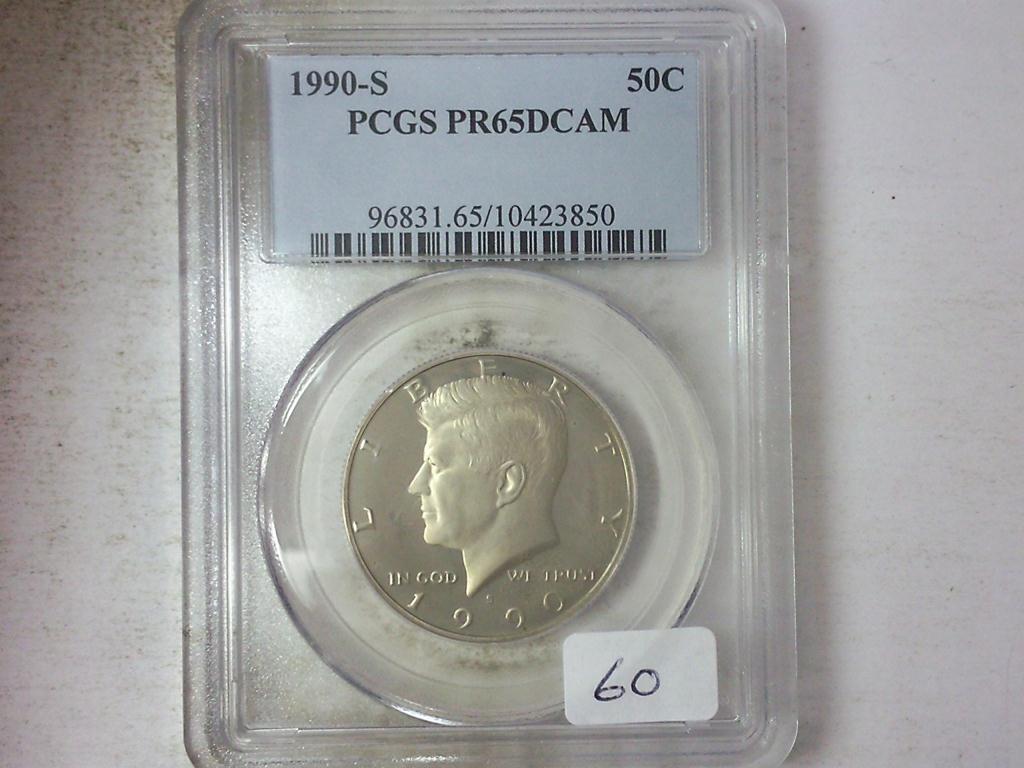 1990-S 50C
PCGS PR65DCAM
96831.65/10423850
LIBERTY
IN GOD WE TRUST
S
1990
60